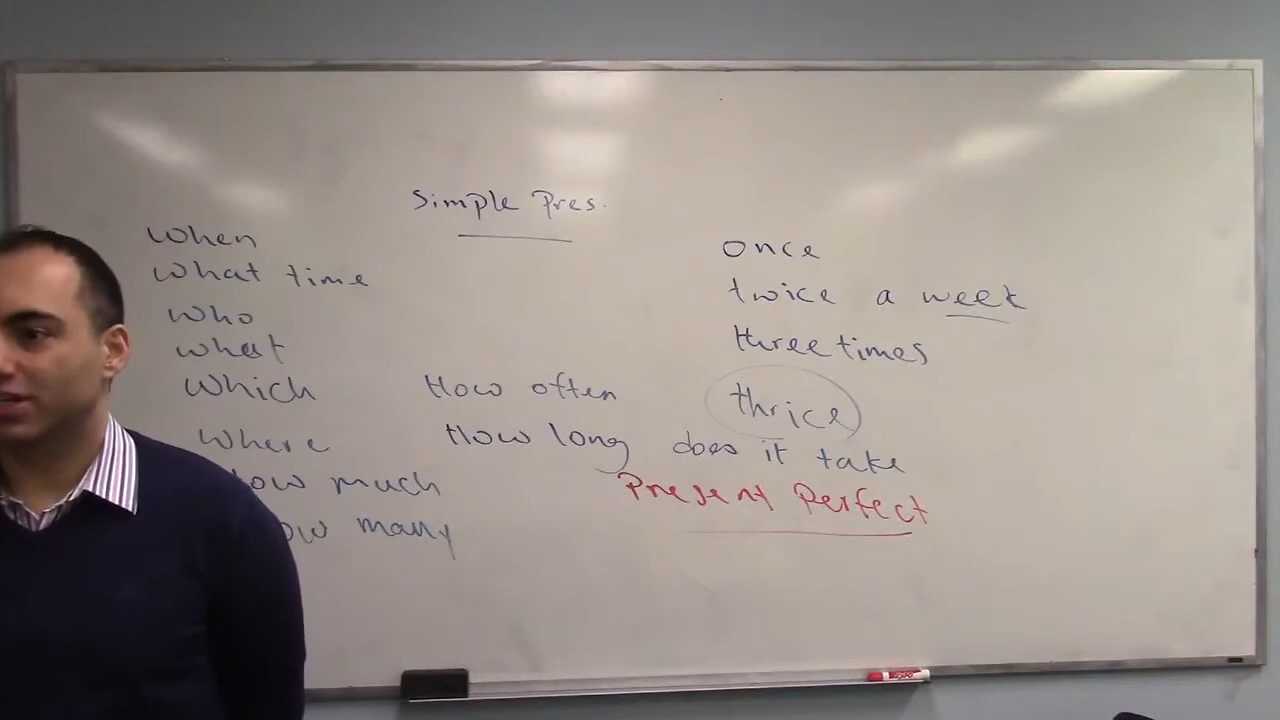 Simple Pres.
When
What time
Who
What
Which
Where
ow much
ow many
How often
How long does it take
once
twice a week
three times
thrice
Present Perfect